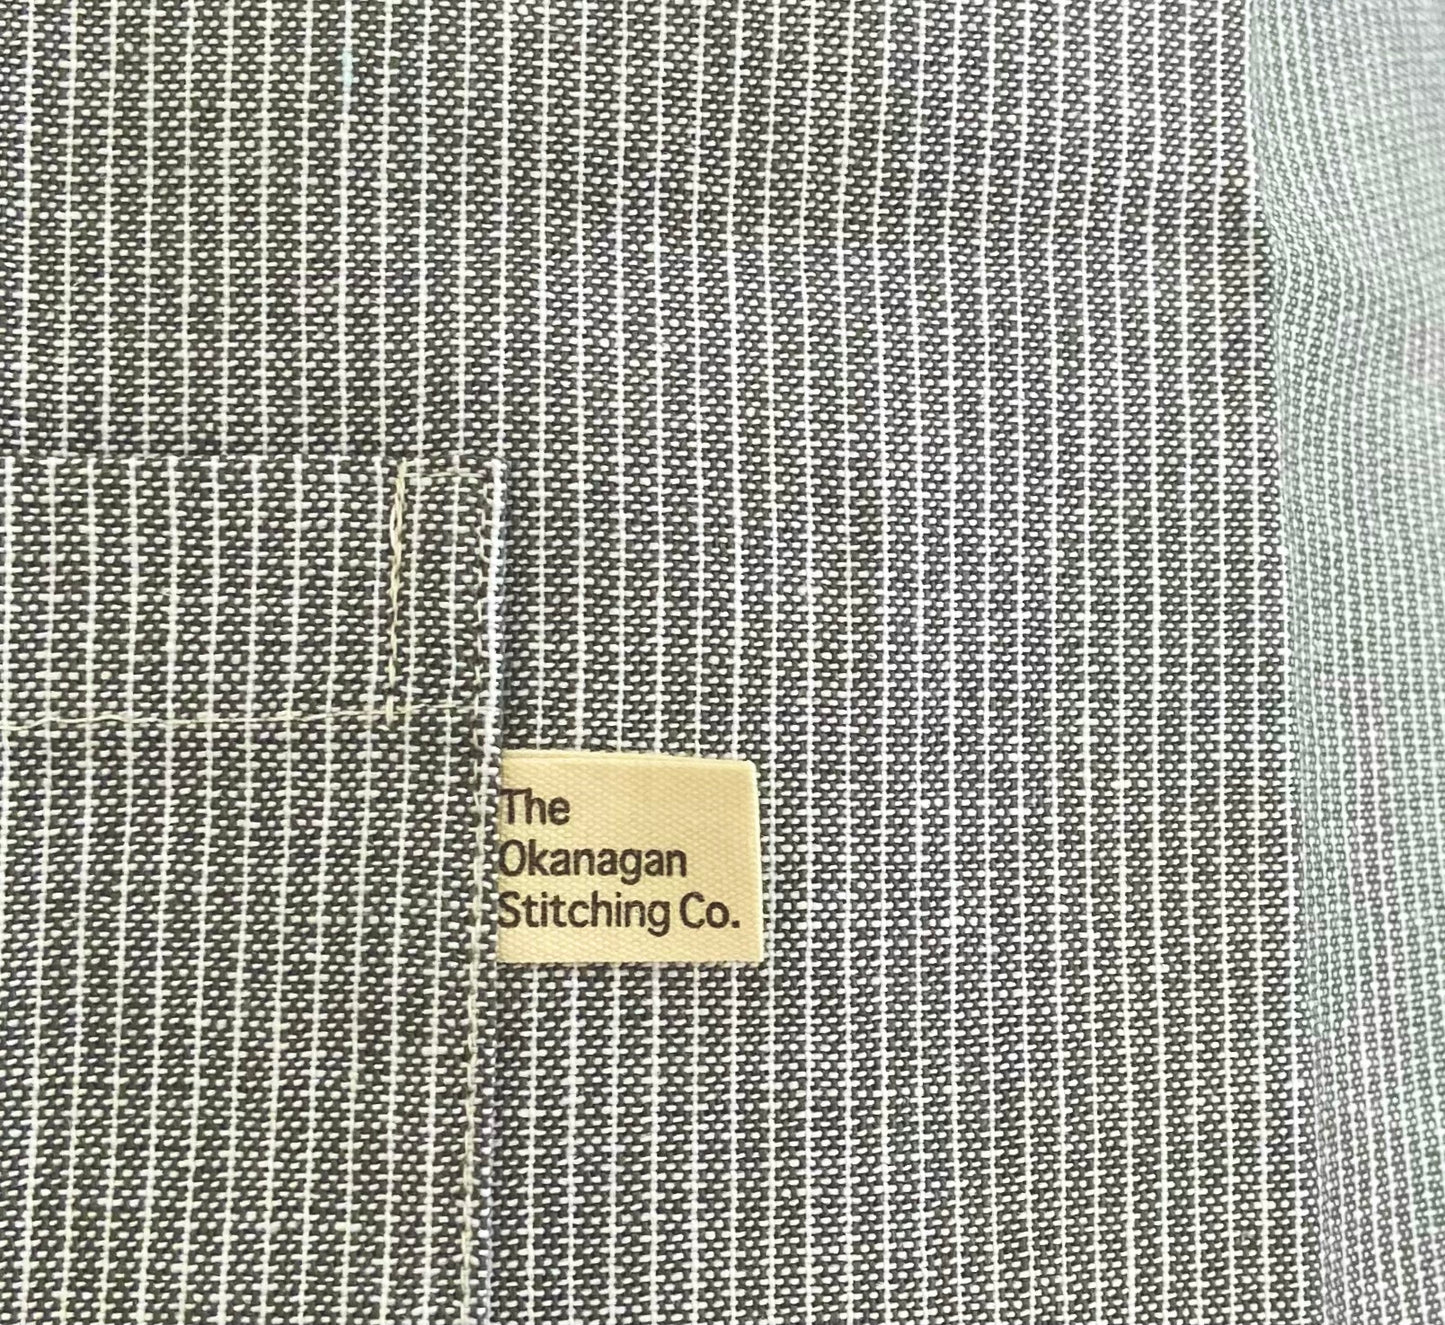 The
Okanagan
Stitching Co.